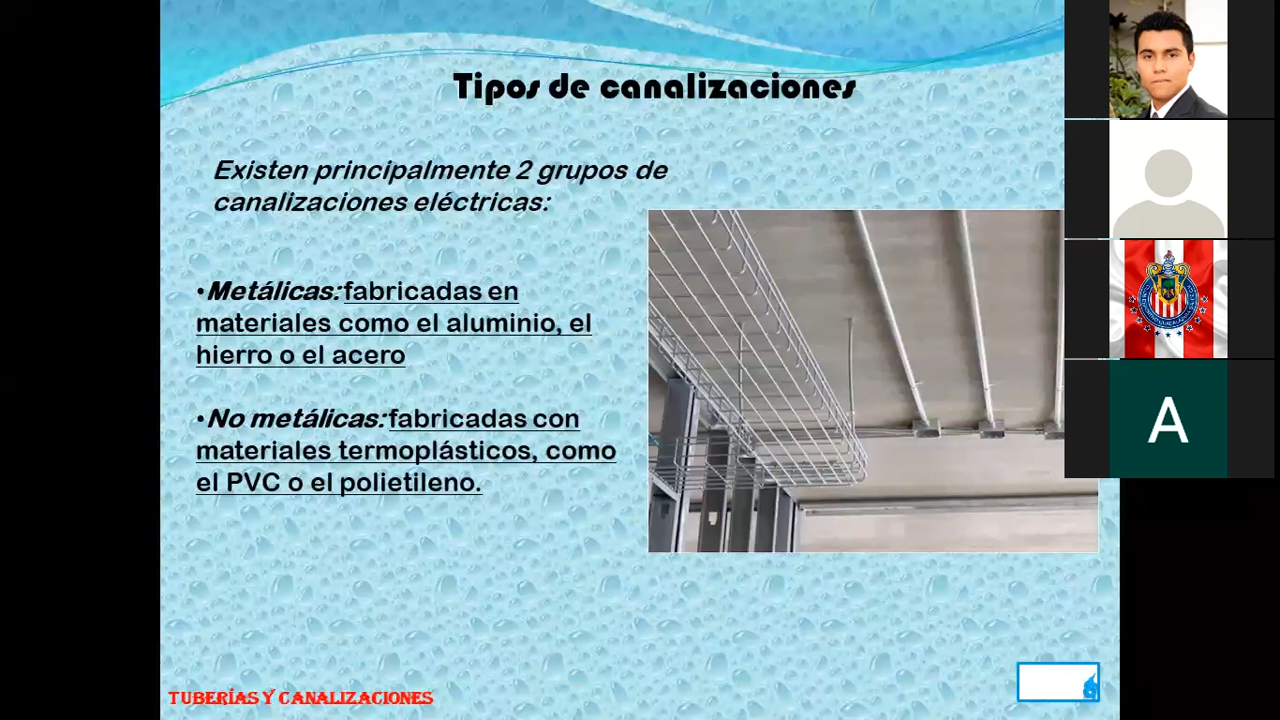 Tipos de canalizaciones
Existen principalmente 2 grupos de
canalizaciones eléctricas:
•Metálicas: fabricadas en
materiales como el aluminio, el
hierro o el acero
•No metálicas: fabricadas con
materiales termoplásticos, como
el PVC o el polietileno.
TUBERÍAS Y CANALIZACIONES
A